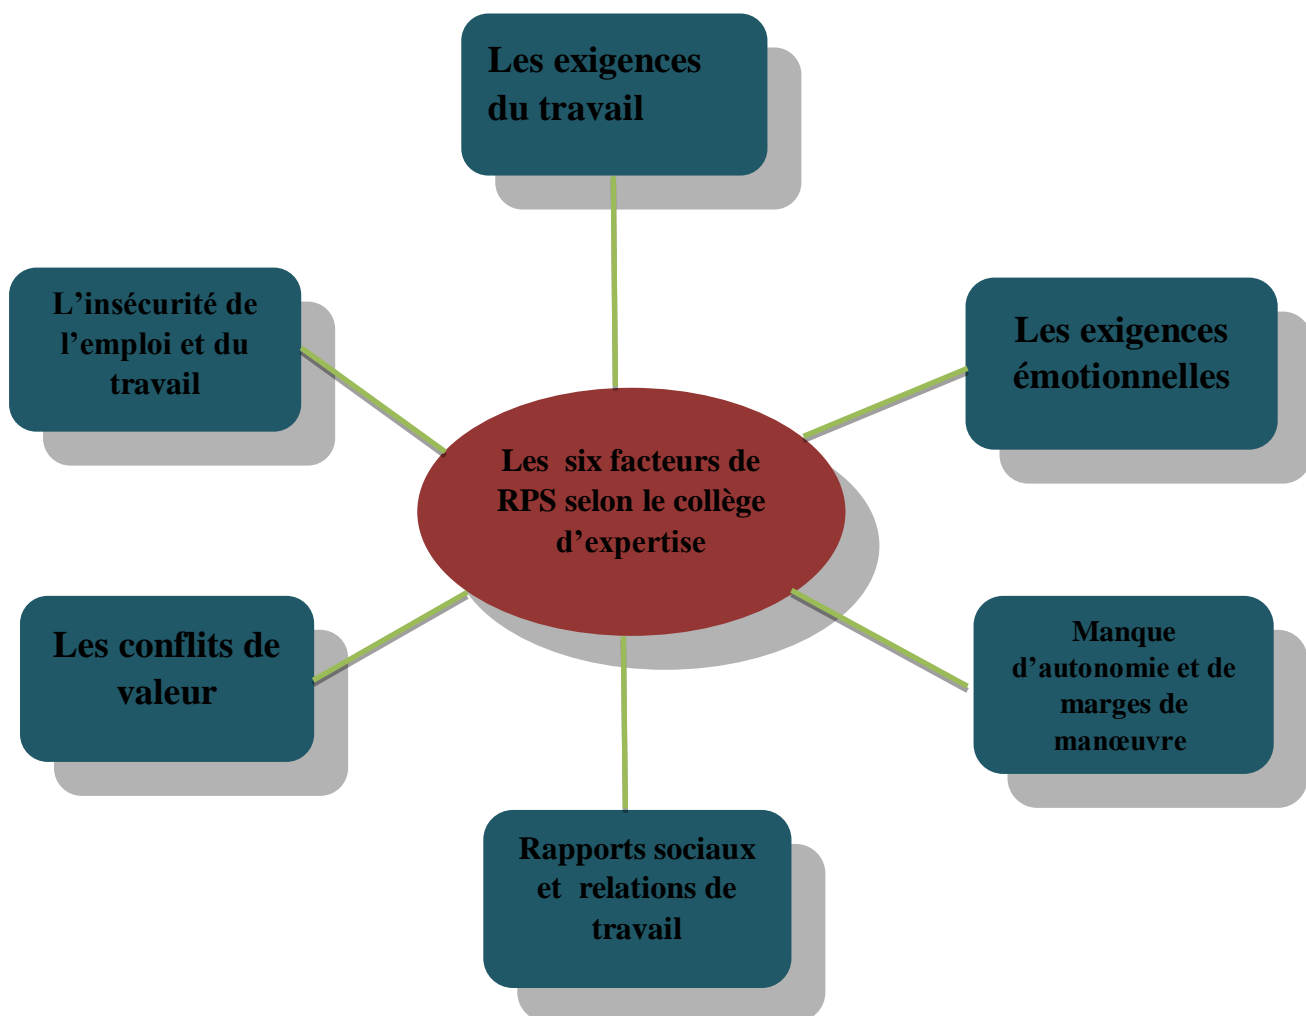 Les exigences
du travail
L’insécurité de
l’emploi et du
travail
Les exigences
émotionnelles
Les six facteurs de
RPS selon le collège
d’expertise
Les conflits de
valeur
Manque
d’autonomie et de
marges de
manœuvre
Rapports sociaux
et relations de
travail